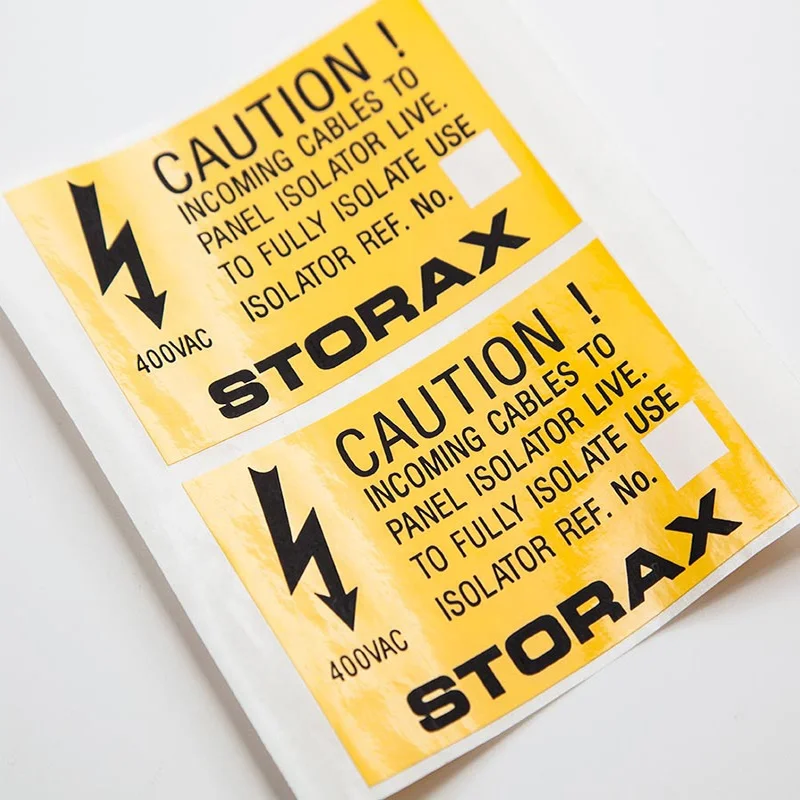 CAUTION !
INCOMING CABLES TO
PANEL ISOLATOR LIVE.
TO FULLY ISOLATE USE
ISOLATOR REF. No.
400VAC
STORAX
CAUTION !
INCOMING CABLES TO
PANEL ISOLATOR LIVE.
TO FULLY ISOLATE USE
ISOLATOR REF. No.
400VAC
STORAX